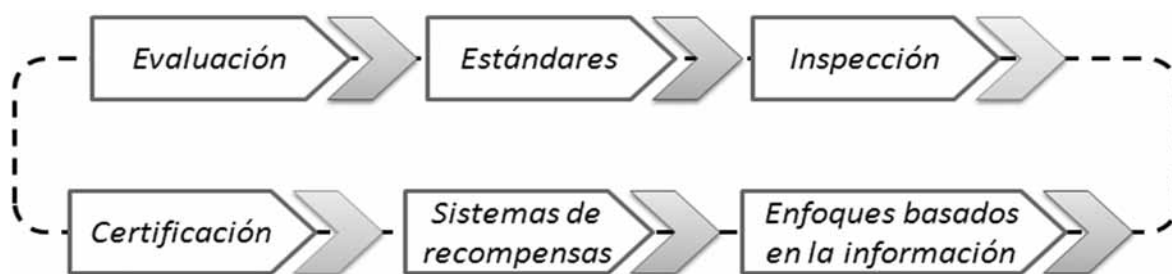 Evaluación
Estándares
Inspección
Certificación
Sistemas de
recompensas
Enfoques basados
en la información